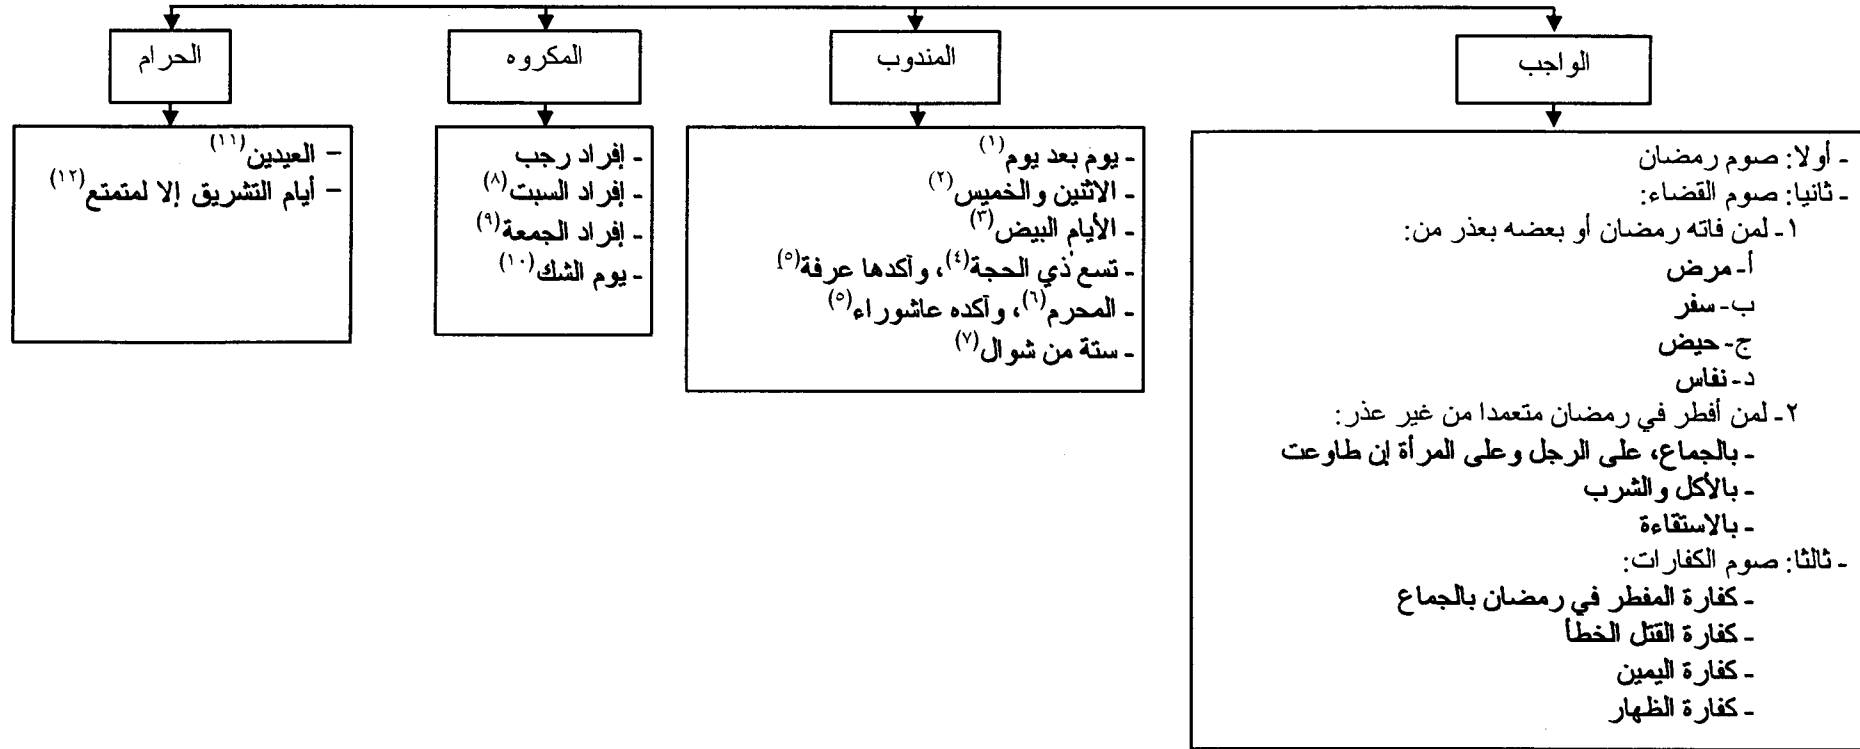 الواجب
- أولا: صوم رمضان
- ثانيا: صوم القضاء:
١- لمن فاته رمضان أو بعضه بعذر من:
أ- مرض
ب- سفر
ج- حيض
د- نفاس
٢- لمن أفطر في رمضان متعمدا من غير عذر:
- بالجماع، على الرجل وعلى المرأة إن طاوعت
- بالأكل والشرب
- بالاستقاءة
- ثالثا: صوم الكفارات:
- كفارة المفطر في رمضان بالجماع
- كفارة القتل الخطأ
- كفارة اليمين
- كفارة الظهار
المندوب
- يوم بعد يوم(١)
- الاثنين والخميس(٢)
- الأيام البيض(٣)
- تسع ذي الحجة(٤)، وآكدها عرفة(٥)
- المحرم(٦)، وآكده عاشوراء(٥)
- ستة من شوال(٧)
المكروه
- إفراد رجب
- إفراد السبت(٨)
- إفراد الجمعة(٩)
- يوم الشك(١٠)
الحرام
– العيدين(١١)
– أيام التشريق إلا لمتمتع(١٢)